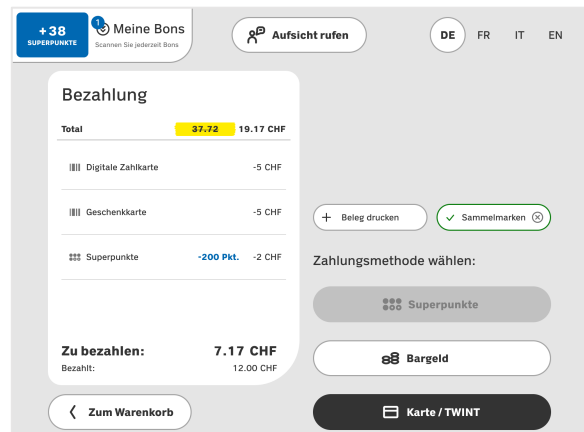 +38
SUPERPUNKTE
1
Meine Bons
Scannen Sie jederzeit Bons
Aufsicht rufen
DE FR IT EN
Bezahlung
Total 37.72 19.17 CHF
Digitale Zahlkarte -5 CHF
Geschenkkarte -5 CHF
Superpunkte -200 Pkt. -2 CHF
Zu bezahlen: 7.17 CHF
Bezahlt: 12.00 CHF
Zum Warenkorb
Beleg drucken
Sammelmarken
Zahlungsmethode wählen:
Superpunkte
Bargeld
Karte / TWINT